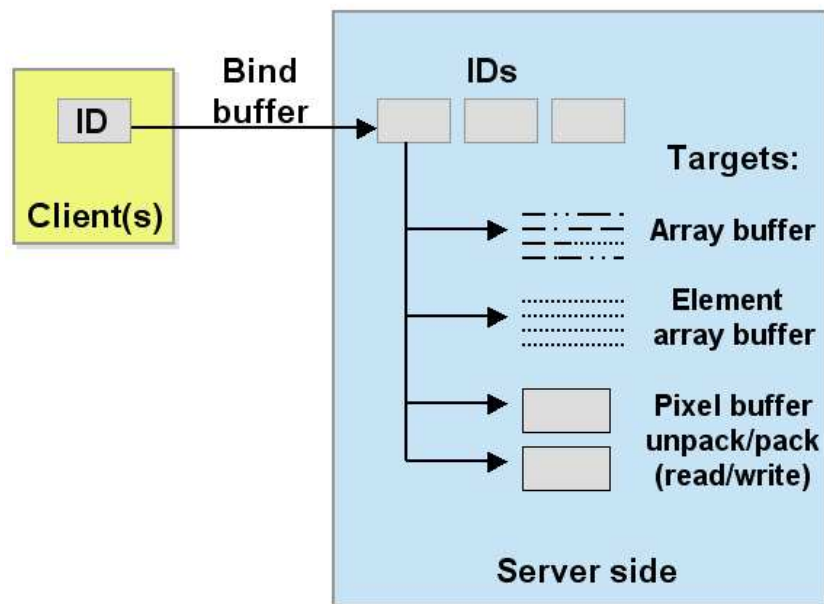 ID
Client(s)
Bind
buffer
IDs
Targets:
Array buffer
Element
array buffer
Pixel buffer
unpack/pack
(read/write)
Server side